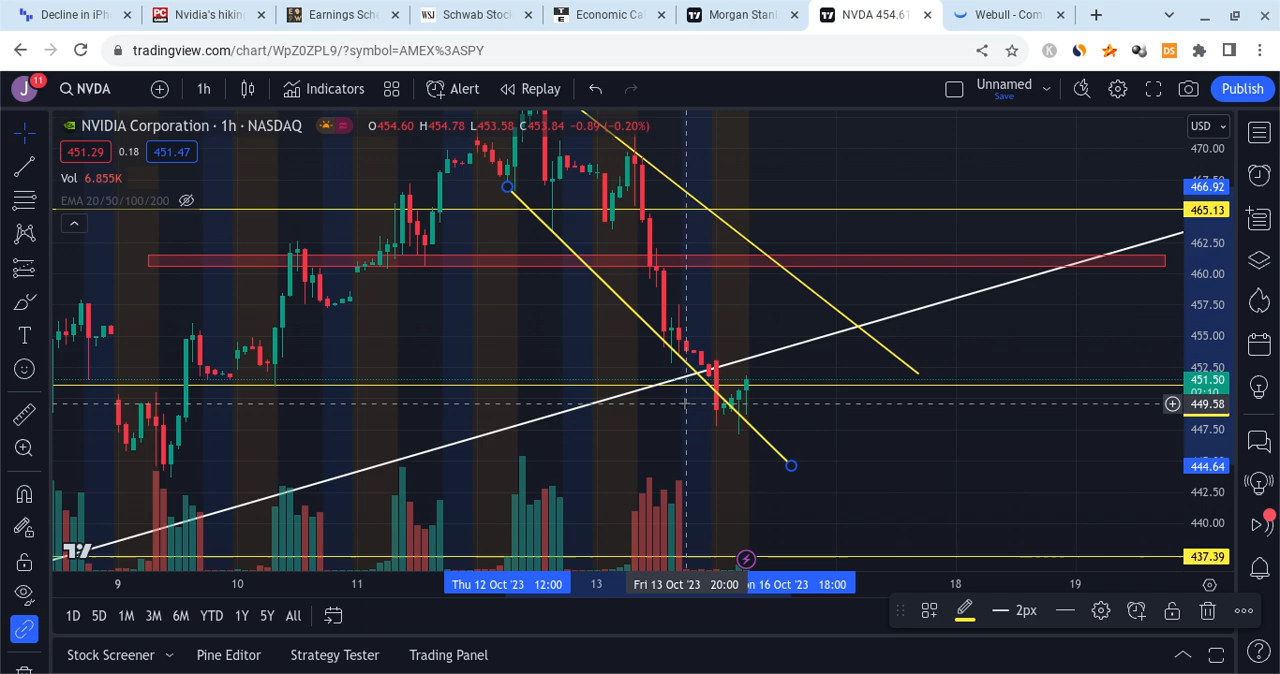 Decline in iPh
Nvidia's hikin
Earnings Sche
Schwab Stoc
Economic Cal
Morgan Stanl
NVDA 454.61
Webull - Com
tradingview.com/chart/WpZ0ZPL9/?symbol=AMEX%3ASPY
K
DS
J
11
NVDA
1h
Indicators
Alert
Replay
Unnamed
Save
Publish
NVIDIA Corporation · 1h · NASDAQ
O454.60 H454.78 L453.58 C453.84 -0.89 (-0.20%)
USD
451.29
0.18
451.47
Vol 6.855K
EMA 20/50/100/200
470.00
466.92
465.13
462.50
460.00
457.50
455.00
452.50
451.50
02:10
449.58
447.50
444.64
442.50
440.00
437.39
9
10
11
Thu 12 Oct '23 12:00
13
Fri 13 Oct '23 20:00
on 16 Oct '23 18:00
18
19
2px
1D
5D
1M
3M
6M
YTD
1Y
5Y
All
Stock Screener
Pine Editor
Strategy Tester
Trading Panel